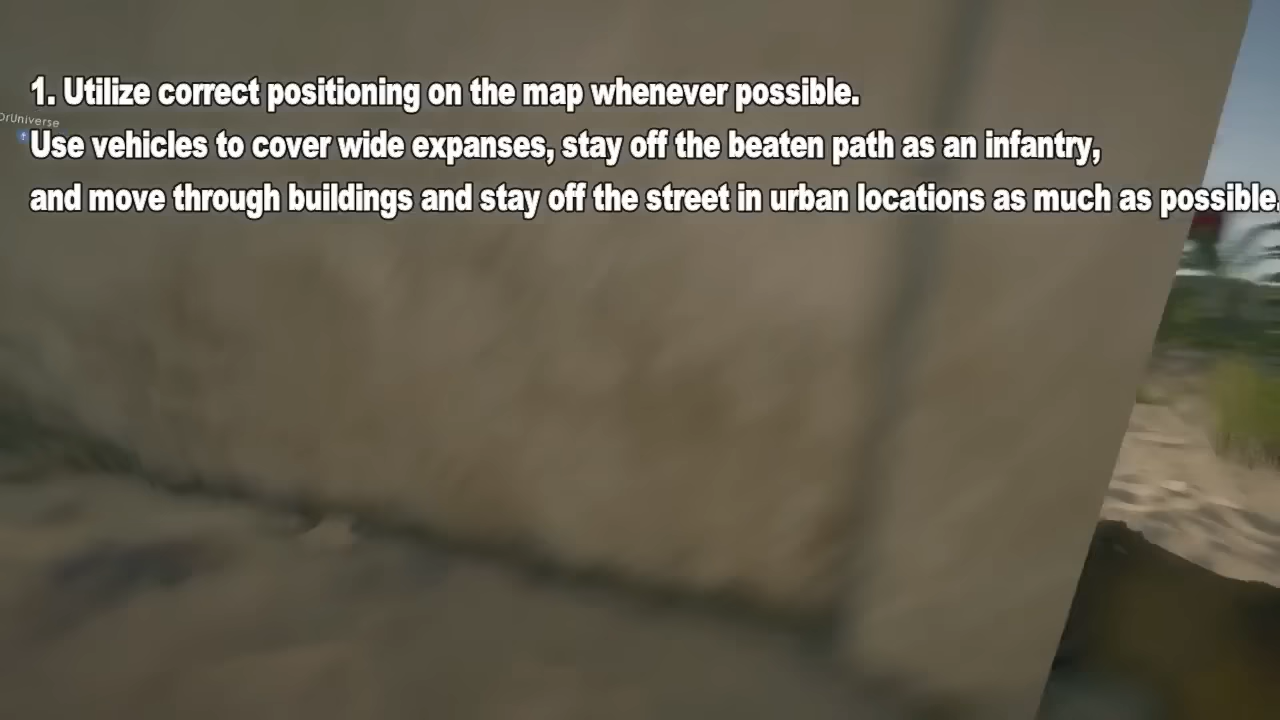 1. Utilize correct positioning on the map whenever possible.
OrUniverse
Use vehicles to cover wide expanses, stay off the beaten path as an infantry,
and move through buildings and stay off the street in urban locations as much as possible.